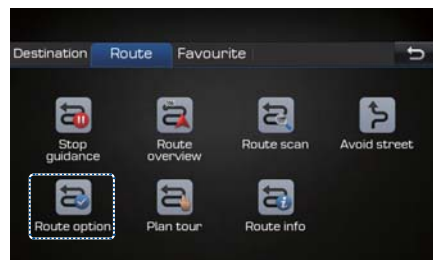 Destination Route Favourite
Stop guidance Route overview Route scan Avoid street
Route option Plan tour Route info